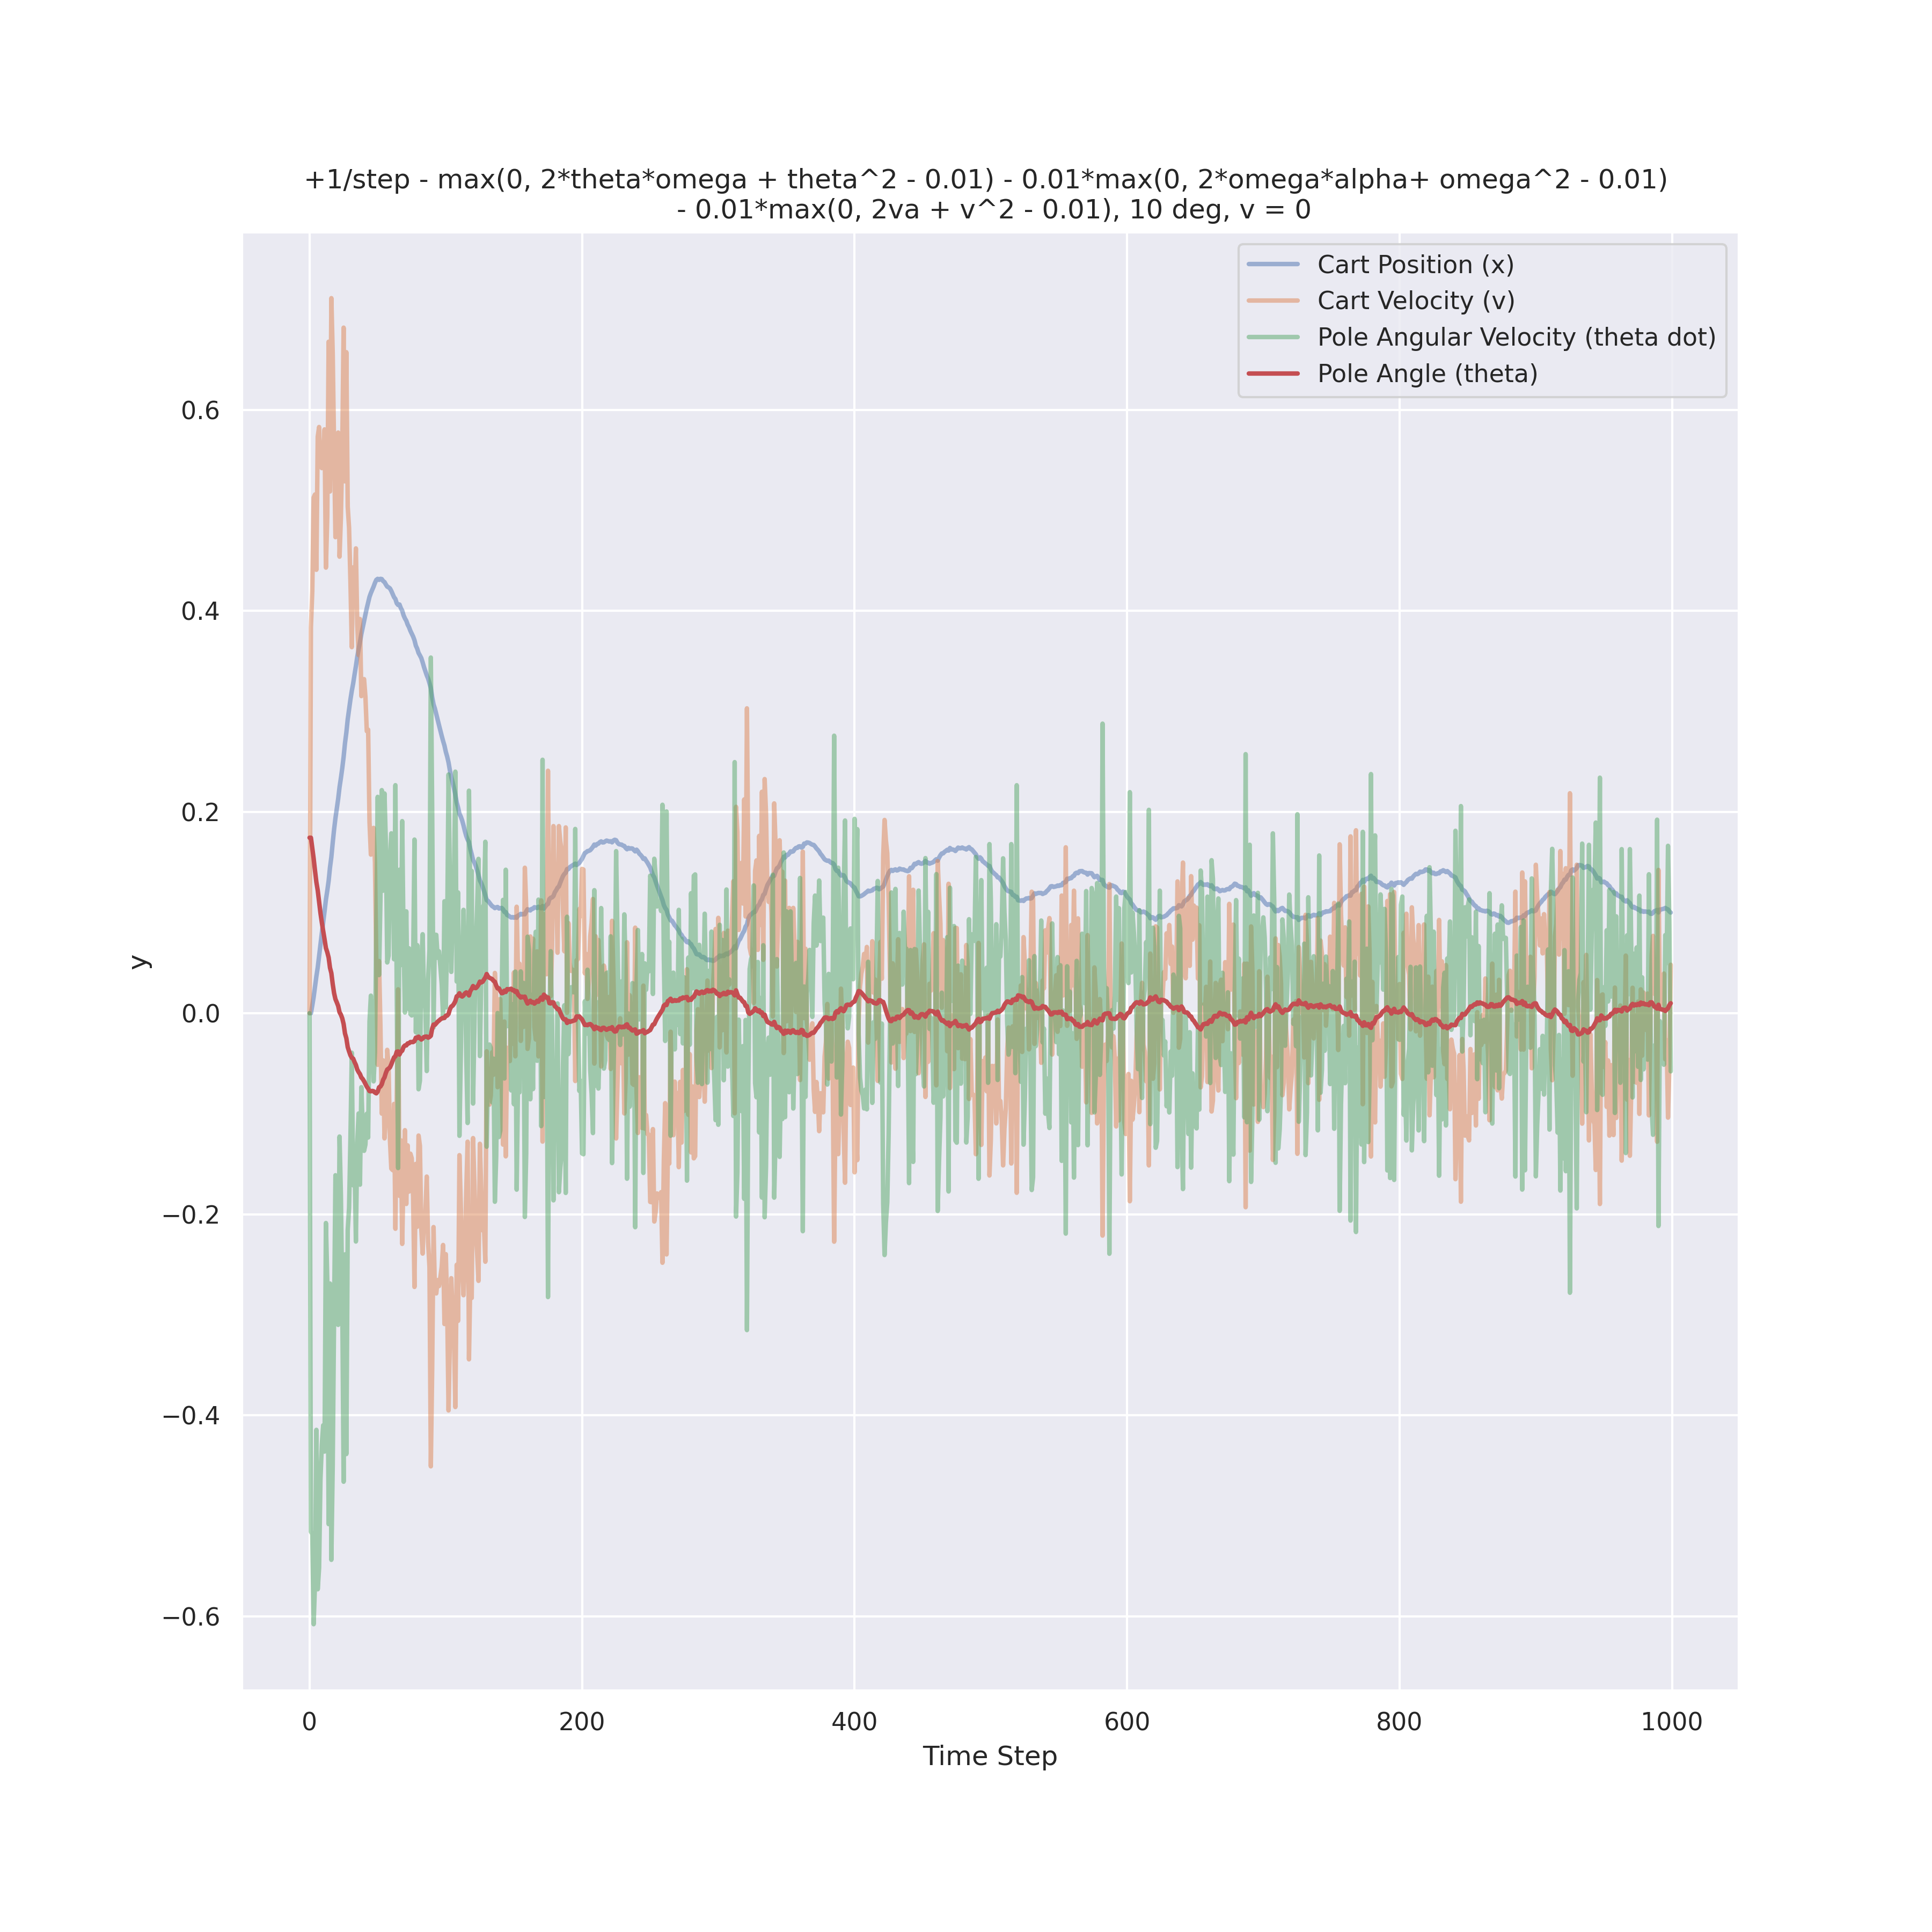 +1/step - max(0, 2*theta*omega + theta^2 - 0.01) - 0.01*max(0, 2*omega*alpha+ omega^2 - 0.01)
- 0.01*max(0, 2va + v^2 - 0.01), 10 deg, v = 0
Cart Position (x)
Cart Velocity (v)
Pole Angular Velocity (theta dot)
Pole Angle (theta)
0.6
0.4
0.2
0.0
−0.2
−0.4
−0.6
y
0 200 400 600 800 1000
Time Step